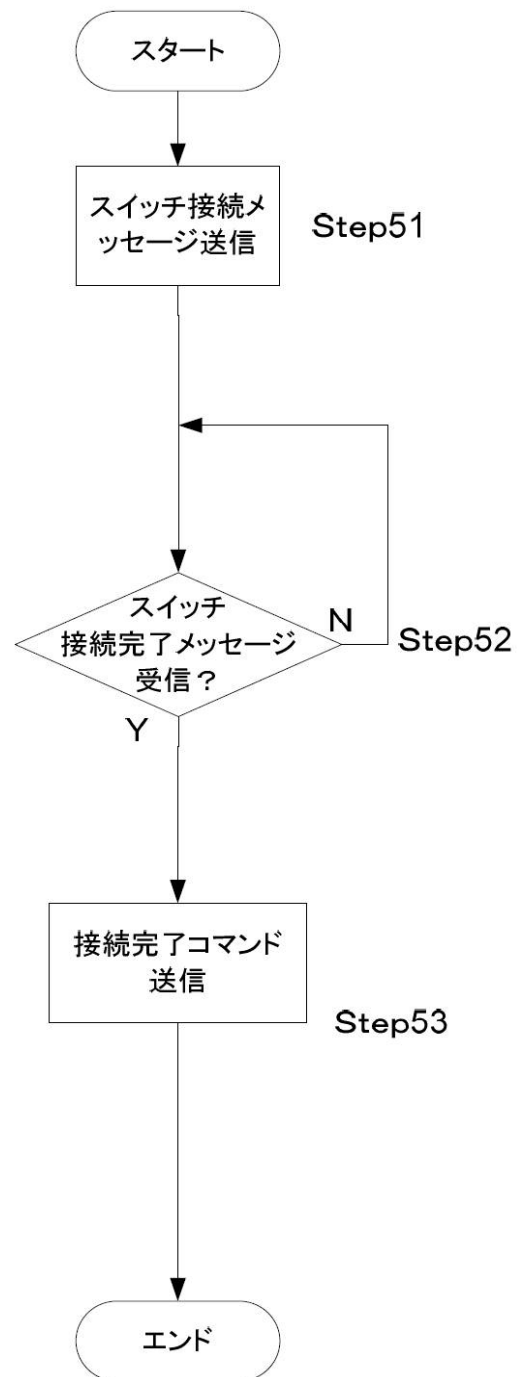 スタート
スイッチ接続メ
ッセージ送信
Step51
スイッチ
接続完了メッセージ
受信？
N
Step52
Y
接続完了コマンド
送信
Step53
エンド